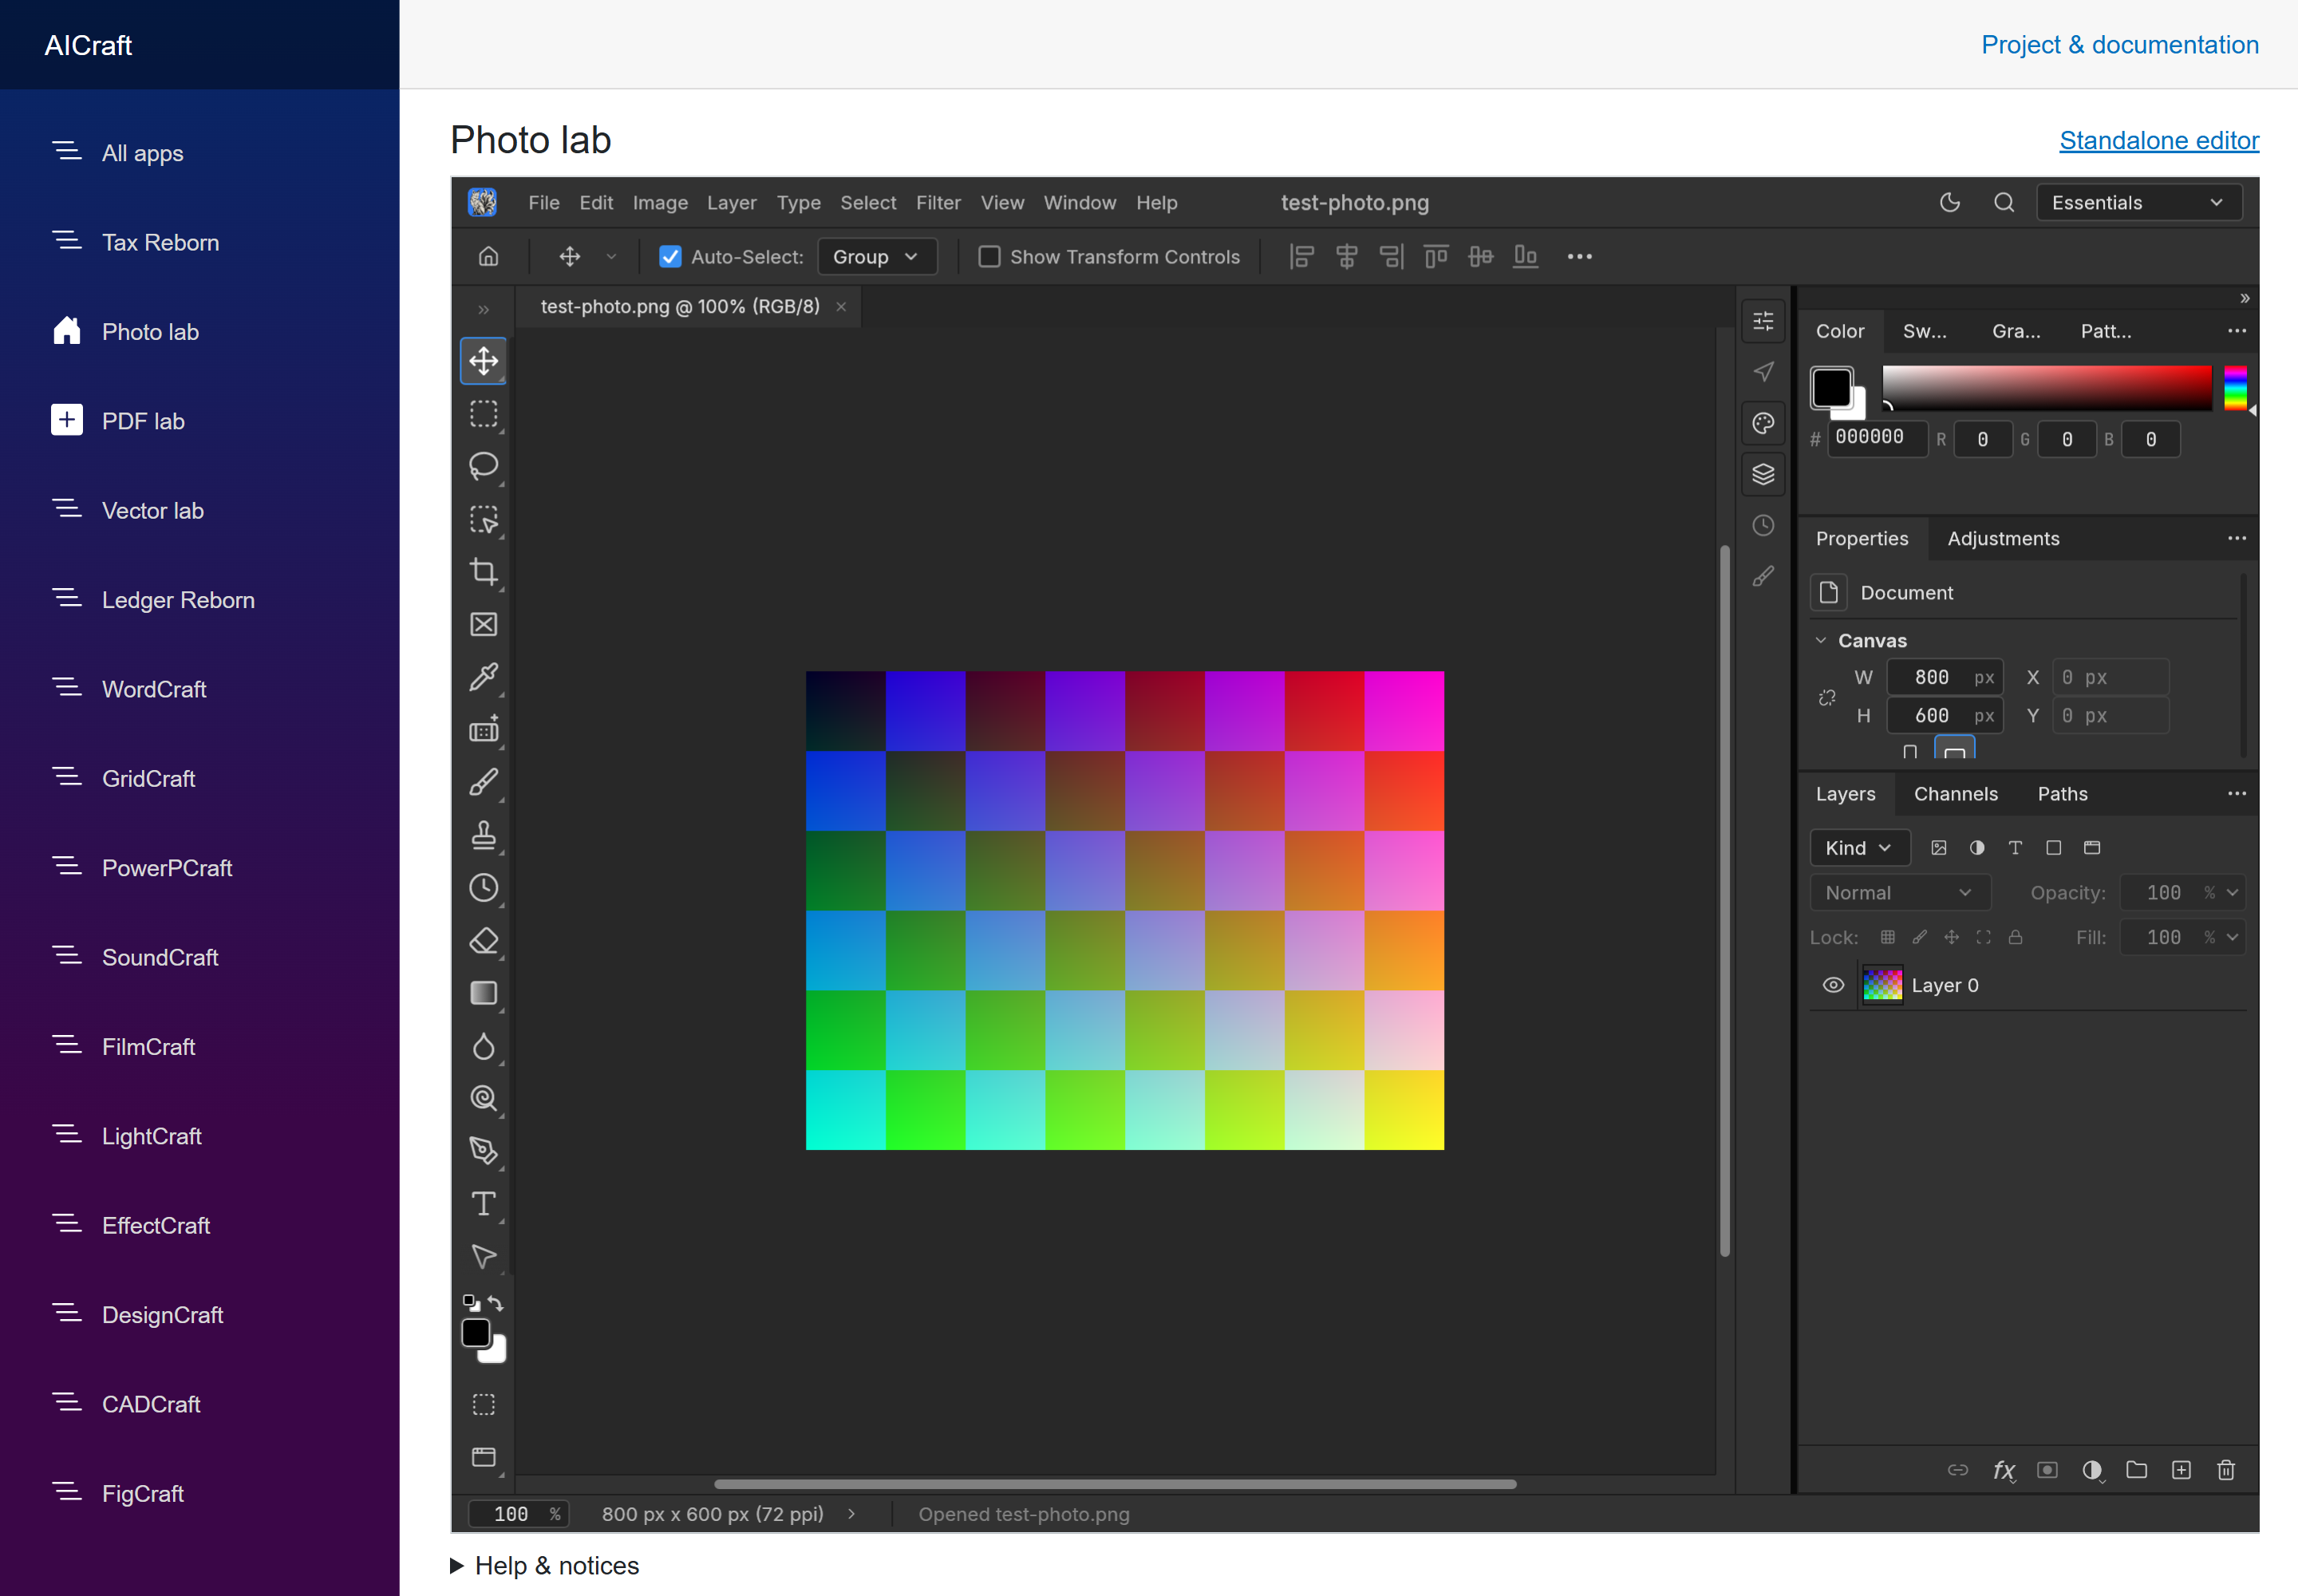 AICraft
Project & documentation
All apps
Tax Reborn
Photo lab
PDF lab
Vector lab
Ledger Reborn
WordCraft
GridCraft
PowerPCraft
SoundCraft
FilmCraft
LightCraft
EffectCraft
DesignCraft
CADCraft
FigCraft
Photo lab
Standalone editor
File Edit Image Layer Type Select Filter View Window Help
test-photo.png
Essentials
Auto-Select: Group
Show Transform Controls
test-photo.png @ 100% (RGB/8) ×
Color Sw... Gra... Patt...
# 000000 R 0 G 0 B 0
Properties Adjustments
Document
Canvas
W 800 px X 0 px
H 600 px Y 0 px
Layers Channels Paths
Kind
Normal Opacity: 100 %
Lock: Fill: 100 %
Layer 0
fx
100 % 800 px x 600 px (72 ppi) Opened test-photo.png
Help & notices